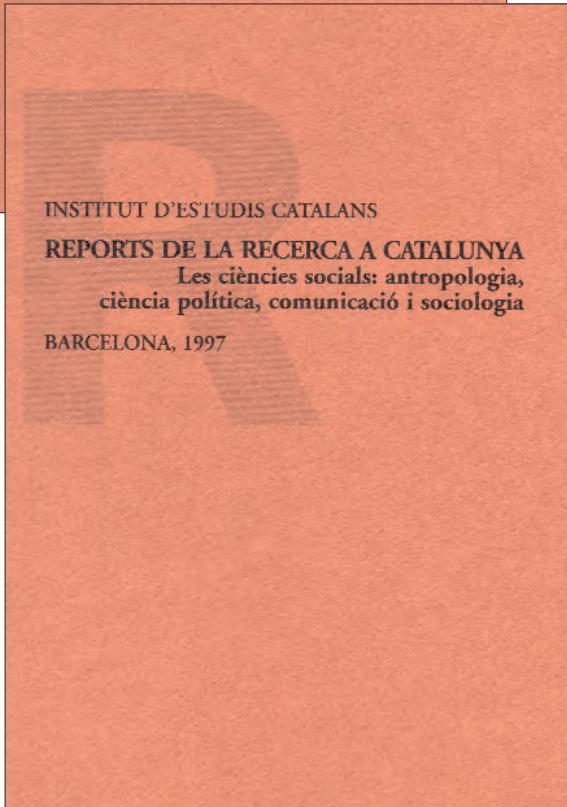 R
INSTITUT D'ESTUDIS CATALANS
REPORTS DE LA RECERCA A CATALUNYA
Les ciències socials: antropologia,
ciència política, comunicació i sociologia
BARCELONA, 1997